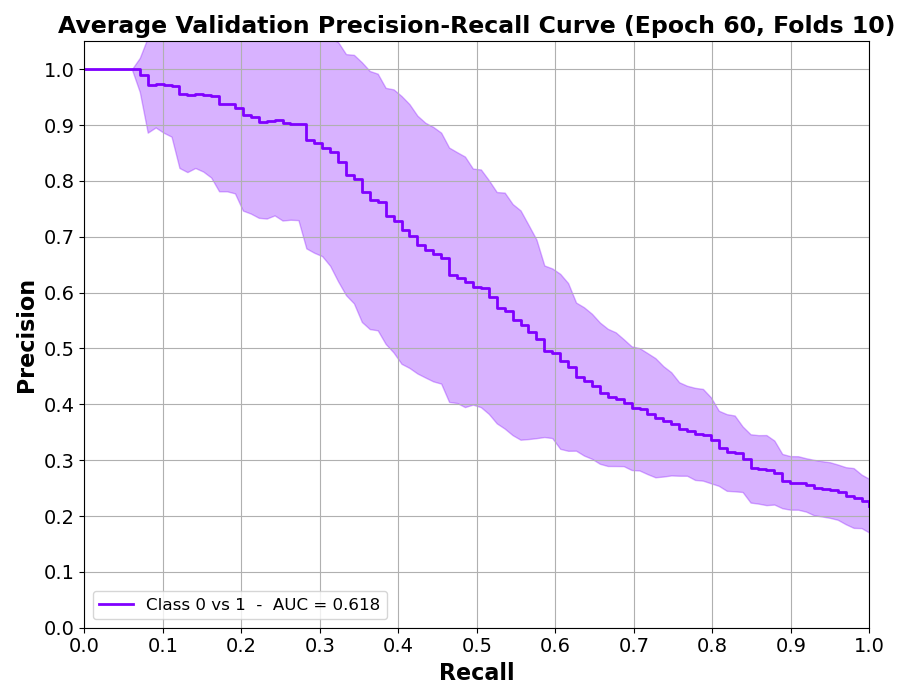 Average Validation Precision-Recall Curve (Epoch 60, Folds 10)
1.0
0.9
0.8
0.7
0.6
0.5
0.4
0.3
0.2
0.1
0.0
Precision
Class 0 vs 1  -  AUC = 0.618
0.0 0.1 0.2 0.3 0.4 0.5 0.6 0.7 0.8 0.9 1.0
Recall